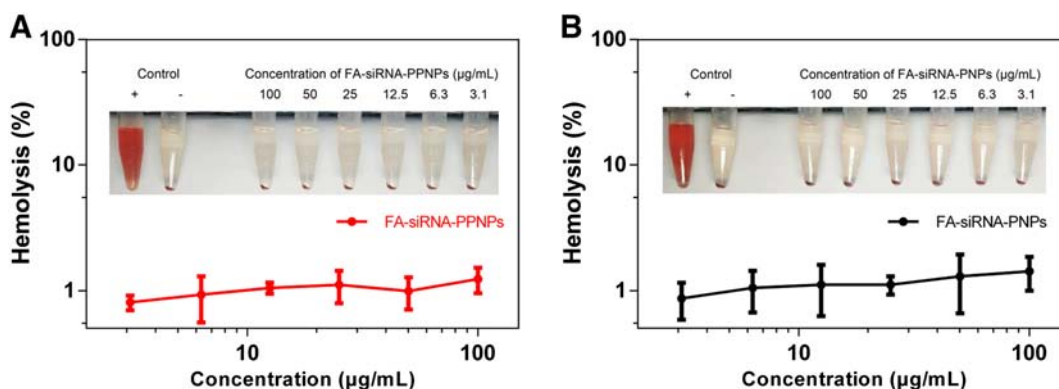 A
Hemolysis (%)
100
10
1
Control
+ -
Concentration of FA-siRNA-PPNPs (µg/mL)
100 50 25 12.5 6.3 3.1
FA-siRNA-PPNPs
10 100
Concentration (µg/mL)
B
Hemolysis (%)
100
10
1
Control
+ -
Concentration of FA-siRNA-PNPs (µg/mL)
100 50 25 12.5 6.3 3.1
FA-siRNA-PNPs
10 100
Concentration (µg/mL)